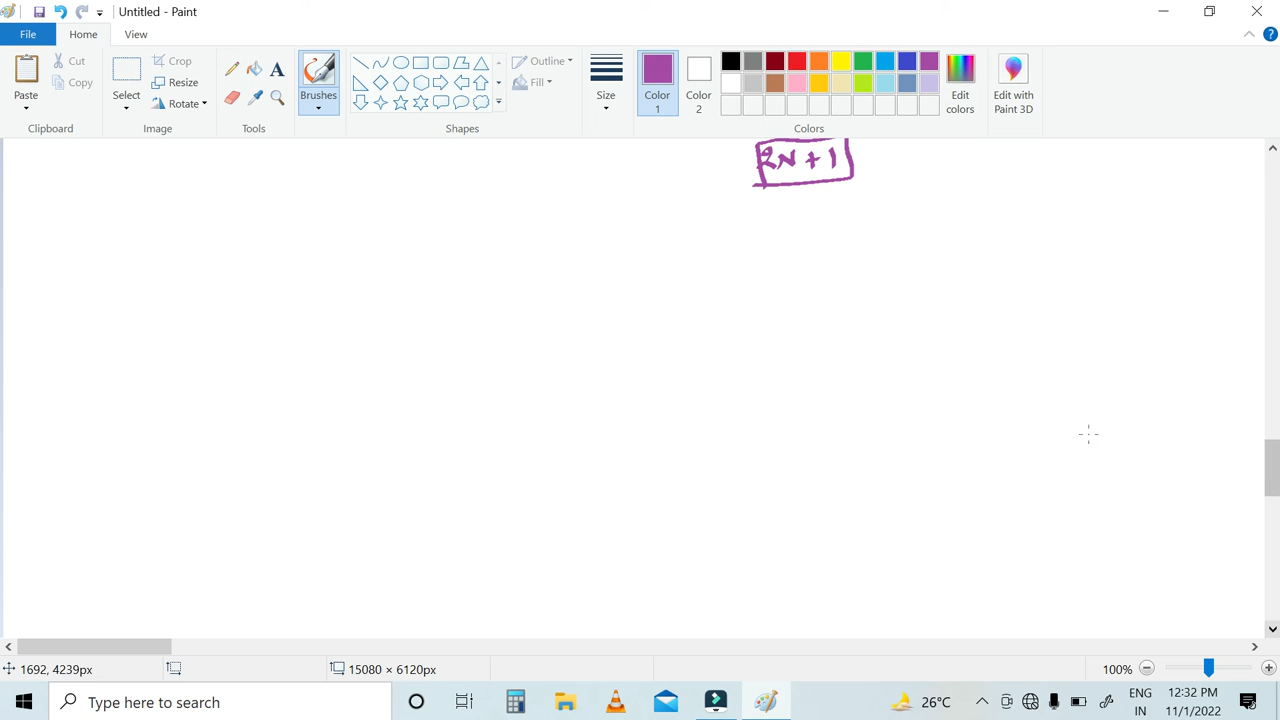 Untitled - Paint
File
Home
View
Paste
Cut
Copy
Clipboard
Select
Crop
Resize
Rotate
Image
Tools
Brushes
Shapes
Outline
Fill
Size
Color 1
Color 2
Edit colors
Colors
Edit with Paint 3D
2N + 1
1692, 4239px
15080 × 6120px
100%
Type here to search
26°C
ENG
IN
12:32 PM
11/1/2022